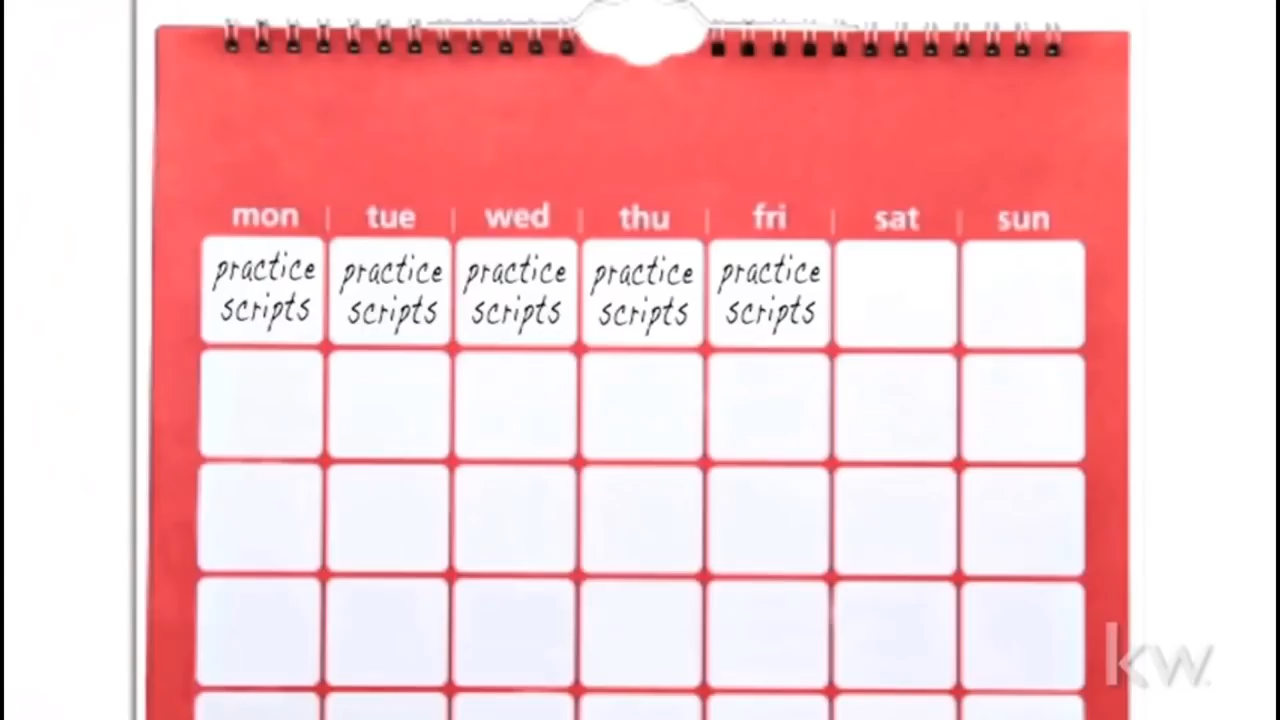 mon | tue | wed | thu | fri | sat | sun
practice practice practice practice practice
scripts scripts scripts scripts scripts
kw.